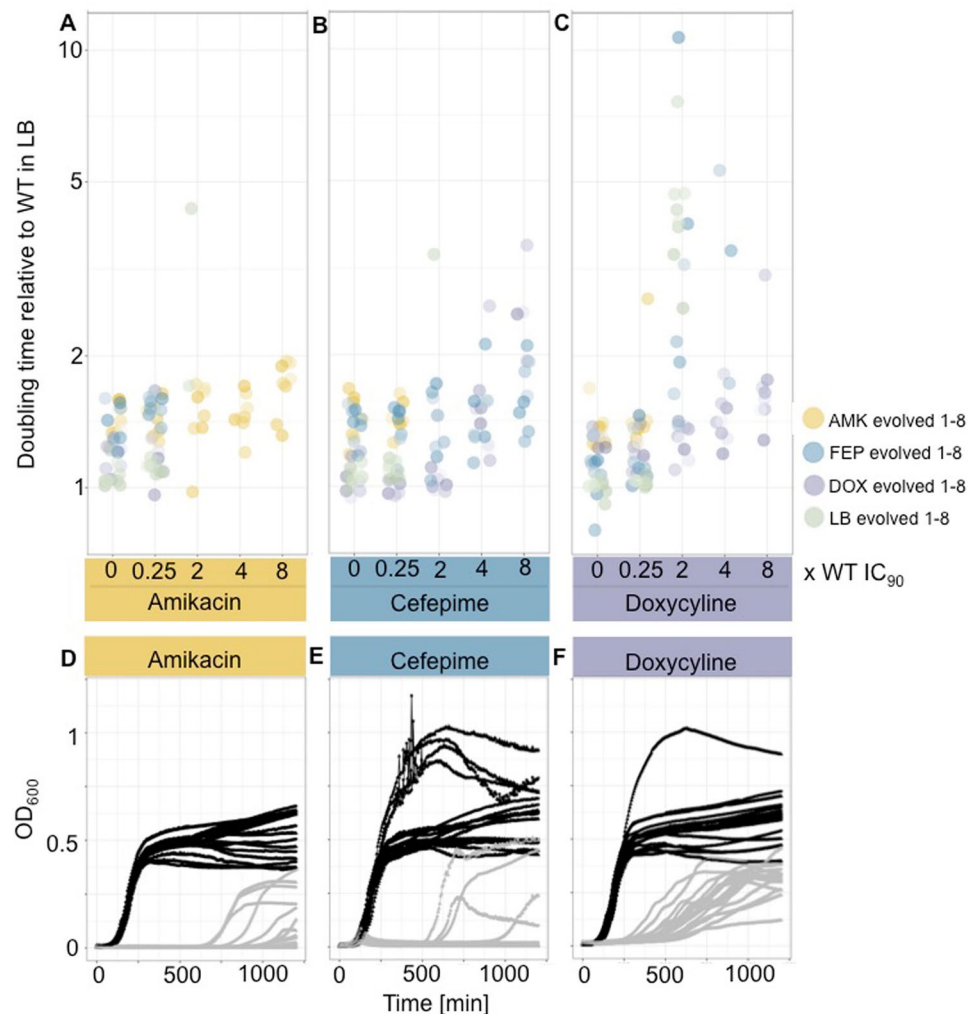 A
B
C
Doubling time relative to WT in LB
10
5
2
1
AMK evolved 1-8
FEP evolved 1-8
DOX evolved 1-8
LB evolved 1-8
0 0.25 2 4 8
0 0.25 2 4 8
0 0.25 2 4 8
x WT IC90
Amikacin
Cefepime
Doxycyline
D
Amikacin
E
Cefepime
F
Doxycyline
OD600
1
0.5
0
0 500 1000
0 500 1000
0 500 1000
Time [min]